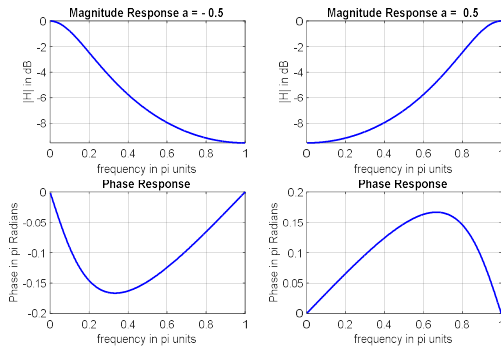 Magnitude Response a = - 0.5
0
-2
-4
-6
-8
|H| in dB
0 0.2 0.4 0.6 0.8 1
frequency in pi units
Magnitude Response a = 0.5
0
-2
-4
-6
-8
|H| in dB
0 0.2 0.4 0.6 0.8 1
frequency in pi units
Phase Response
0
-0.05
-0.1
-0.15
-0.2
Phase in pi Radians
0 0.2 0.4 0.6 0.8 1
frequency in pi units
Phase Response
0.2
0.15
0.1
0.05
0
Phase in pi Radians
0 0.2 0.4 0.6 0.8 1
frequency in pi units